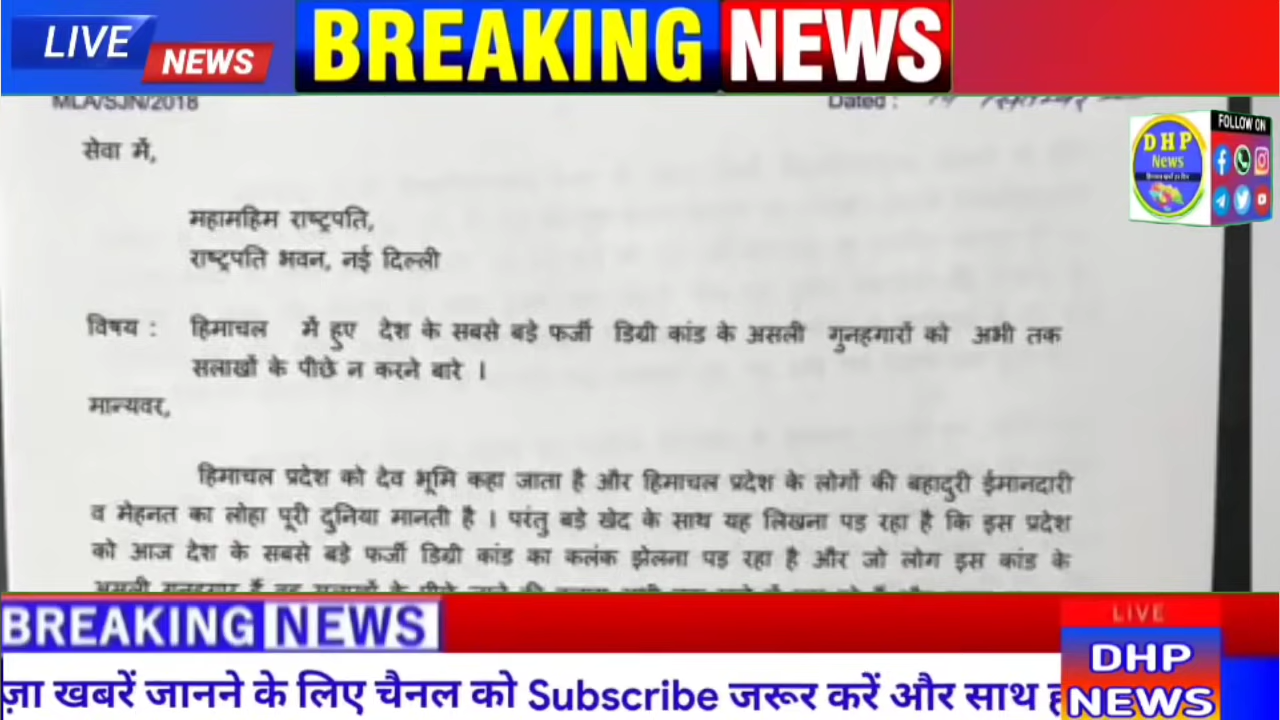 LIVE
NEWS
BREAKING NEWS
MLA/SJN/2018
Dated :
सेवा में,
FOLLOW ON
DHP
News
महामहिम राष्ट्रपति,
राष्ट्रपति भवन, नई दिल्ली
विषय : हिमाचल में हुए देश के सबसे बड़े फर्जी डिग्री कांड के असली गुनहगारों को अभी तक
सलाखों के पीछे न करने बारे ।
मान्यवर,
हिमाचल प्रदेश को देव भूमि कहा जाता है और हिमाचल प्रदेश के लोगों की बहादुरी ईमानदारी
व मेहनत का लोहा पूरी दुनिया मानती है । परंतु बडे खेद के साथ यह लिखना पड रहा है कि इस प्रदेश
को आज देश के सबसे बड़े फर्जी डिग्री कांड का कलंक झेलना पड़ रहा है और जो लोग इस कांड के
BREAKING NEWS
LIVE
DHP
NEWS
ज़ा खबरें जानने के लिए चैनल को Subscribe जरूर करें और साथ ह